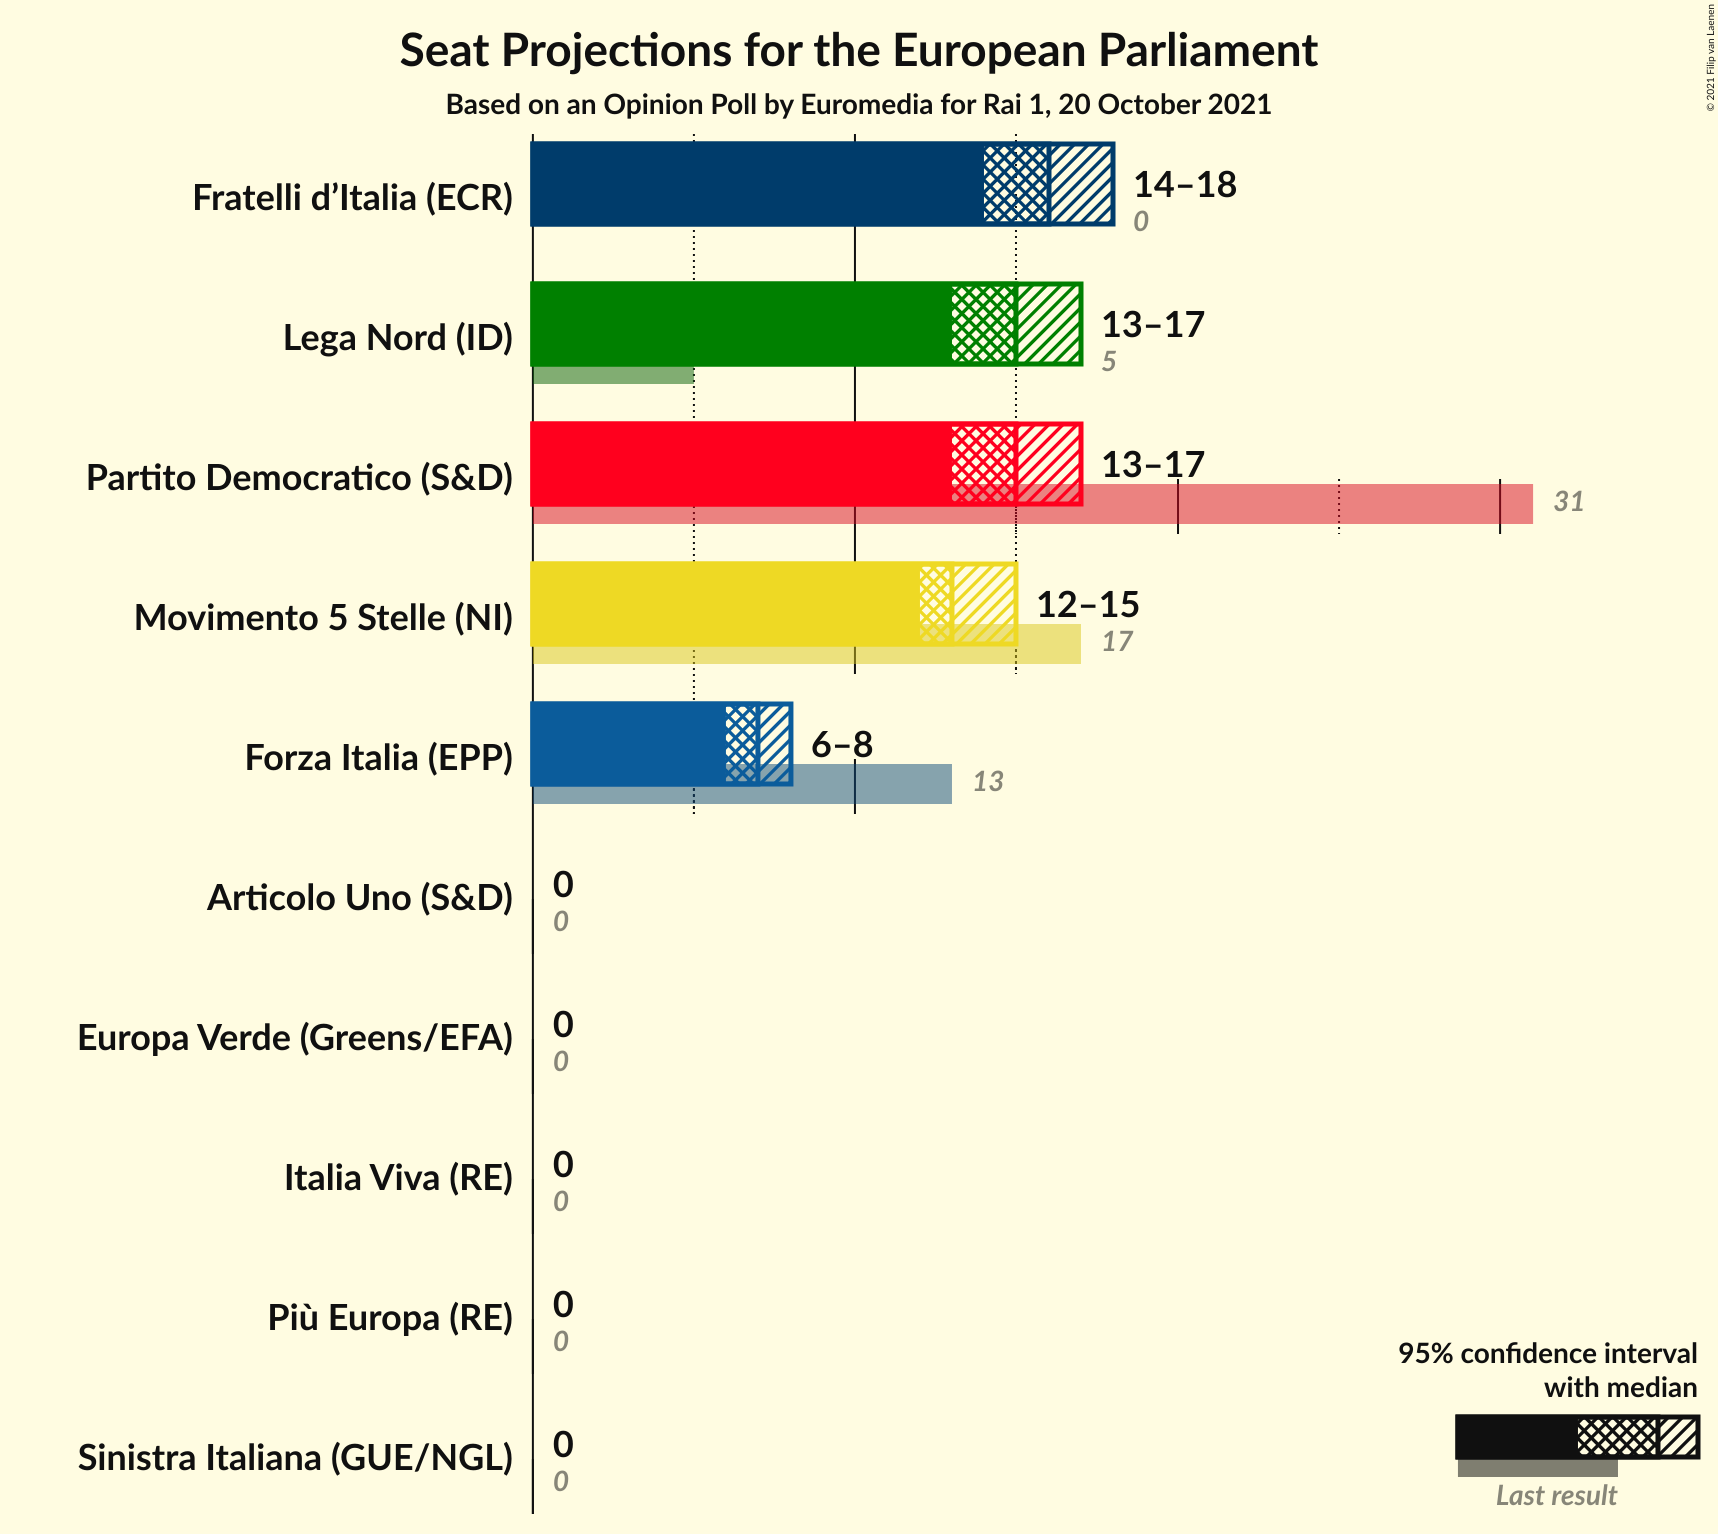 Seat Projections for the European Parliament
Based on an Opinion Poll by Euromedia for Rai 1, 20 October 2021
© 2021 Filip van Laenen
Fratelli d’Italia (ECR)
14–18
0
Lega Nord (ID)
13–17
5
Partito Democratico (S&D)
13–17
31
Movimento 5 Stelle (NI)
12–15
17
Forza Italia (EPP)
6–8
13
Articolo Uno (S&D)
0
0
Europa Verde (Greens/EFA)
0
0
Italia Viva (RE)
0
0
Più Europa (RE)
0
0
Sinistra Italiana (GUE/NGL)
0
0
95% confidence interval
with median
Last result